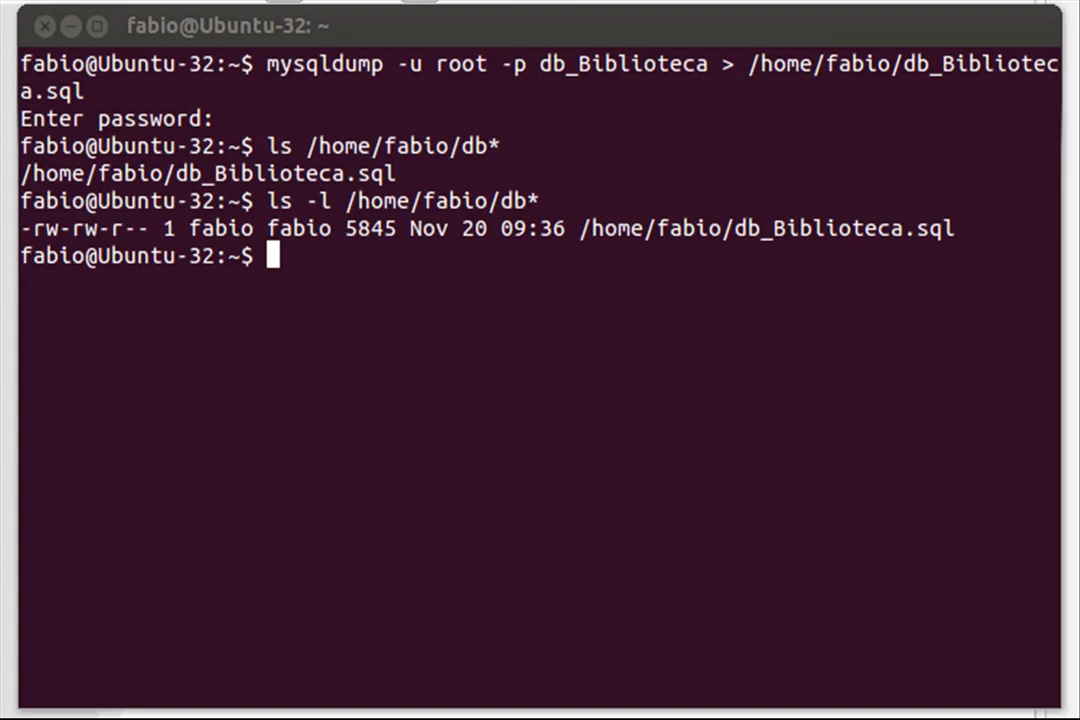 fabio@Ubuntu-32: ~
fabio@Ubuntu-32:~$ mysqldump -u root -p db_Biblioteca > /home/fabio/db_Bibliotec
a.sql
Enter password:
fabio@Ubuntu-32:~$ ls /home/fabio/db*
/home/fabio/db_Biblioteca.sql
fabio@Ubuntu-32:~$ ls -l /home/fabio/db*
-rw-rw-r-- 1 fabio fabio 5845 Nov 20 09:36 /home/fabio/db_Biblioteca.sql
fabio@Ubuntu-32:~$